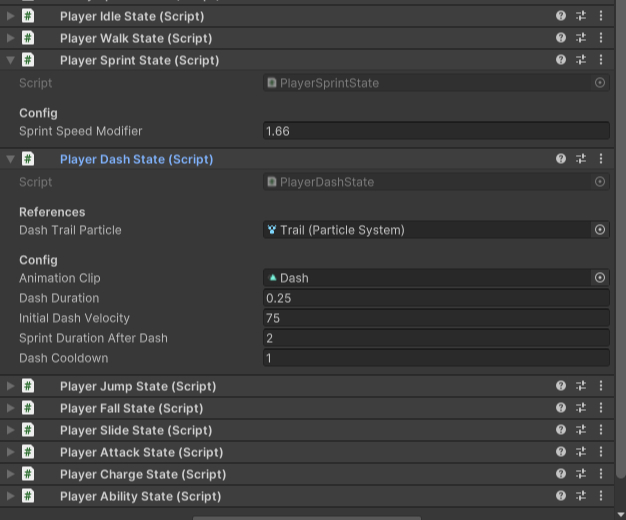 # Player Idle State (Script)
# Player Walk State (Script)
# Player Sprint State (Script)
Script PlayerSprintState
Config
Sprint Speed Modifier 1.66
# Player Dash State (Script)
Script PlayerDashState
References
Dash Trail Particle Trail (Particle System)
Config
Animation Clip Dash
Dash Duration 0.25
Initial Dash Velocity 75
Sprint Duration After Dash 2
Dash Cooldown 1
# Player Jump State (Script)
# Player Fall State (Script)
# Player Slide State (Script)
# Player Attack State (Script)
# Player Charge State (Script)
# Player Ability State (Script)